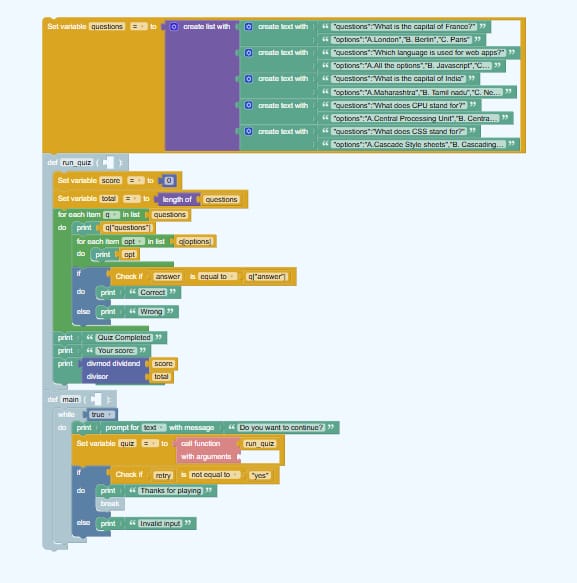 Set variable questions = to create list with create text with “ "questions":"What is the capital of France?" ”
“ "options":"A.London","B. Berlin","C. Paris" ”
create text with “ "questions":"Which language is used for web apps?" ”
“ "options":"A.All the options","B. Javascript","C... ”
create text with “ "questions":"What is the capital of India" ”
“ "options":"A.Maharashtra","B. Tamil nadu","C. Ne... ”
create text with “ "questions":"What does CPU stand for?" ”
“ "options":"A.Central Processing Unit","B. Centra... ”
create text with “ "questions":"What does CSS stand for?" ”
“ "options":"A.Cascade Style sheets","B. Cascading... ”
def run_quiz ( ):
Set variable score = to 0
Set variable total = to length of questions
for each item q in list questions
do print q["questions"]
for each item opt in list q[options]
do print opt
if Check if answer is equal to q["answer"]
do print “ Correct ”
else print “ Wrong ”
print “ Quiz Completed ”
print “ Your score: ”
print divmod dividend score
divisor total
def main ( ):
while true
do print prompt for text with message “ Do you want to continue? ”
Set variable quiz = to call function run_quiz
with arguments
if Check if retry is not equal to "yes"
do print “ Thanks for playing ”
break
else print “ Invalid input ”